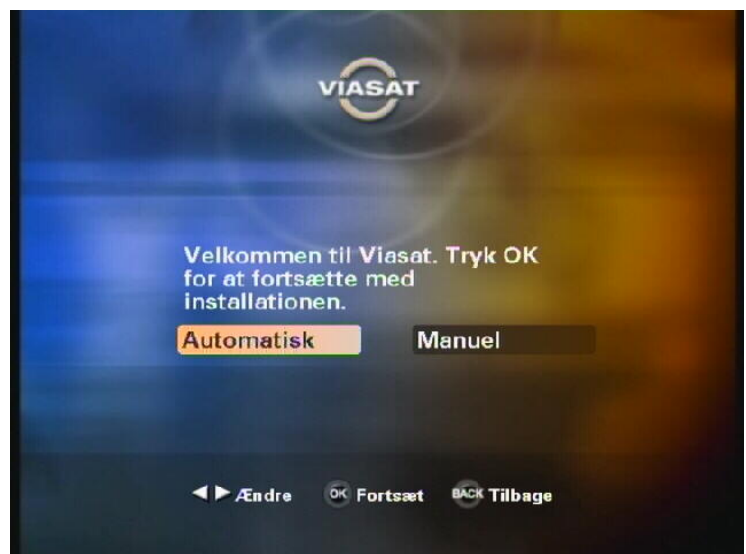 VIASAT
Velkommen til Viasat. Tryk OK
for at fortsætte med
installationen.
Automatisk Manuel
Ændre OK Fortsæt BACK Tilbage